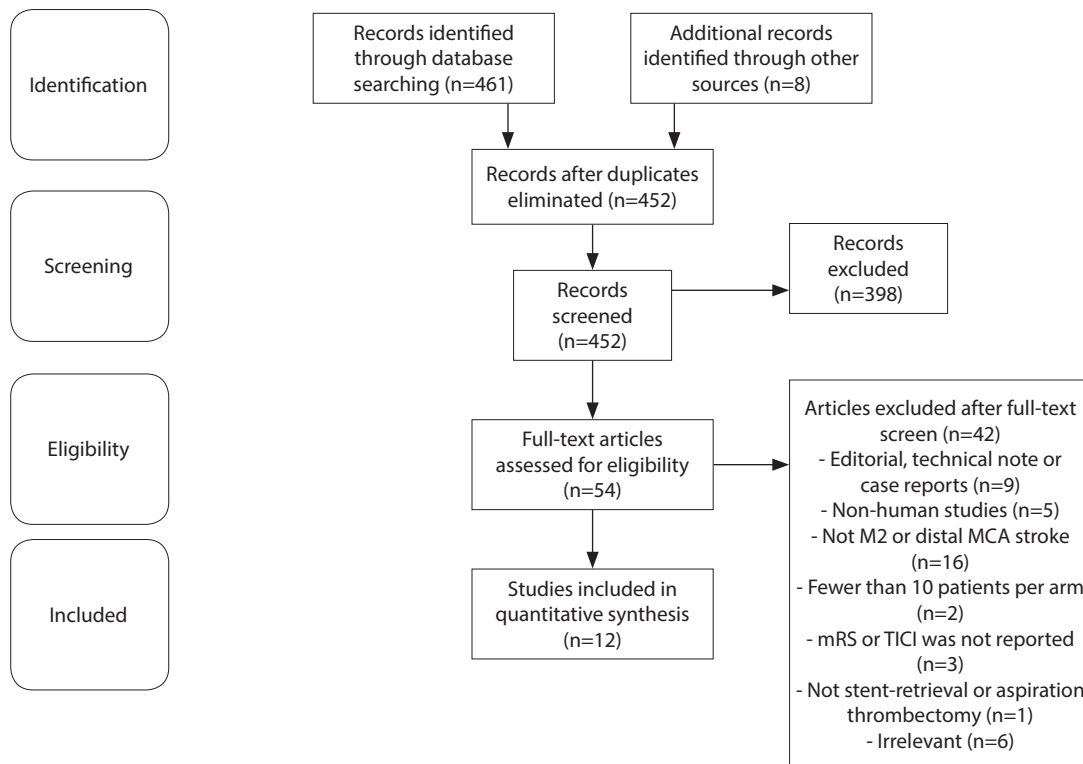 Identification
Records identified
through database
searching (n=461)
Additional records
identified through other
sources (n=8)
Records after duplicates
eliminated (n=452)
Screening
Records
screened
(n=452)
Records
excluded
(n=398)
Eligibility
Full-text articles
assessed for eligibility
(n=54)
Articles excluded after full-text
screen (n=42)
- Editorial, technical note or
case reports (n=9)
- Non-human studies (n=5)
- Not M2 or distal MCA stroke
(n=16)
- Fewer than 10 patients per arm
(n=2)
- mRS or TICI was not reported
(n=3)
- Not stent-retrieval or aspiration
thrombectomy (n=1)
- Irrelevant (n=6)
Included
Studies included in
quantitative synthesis
(n=12)